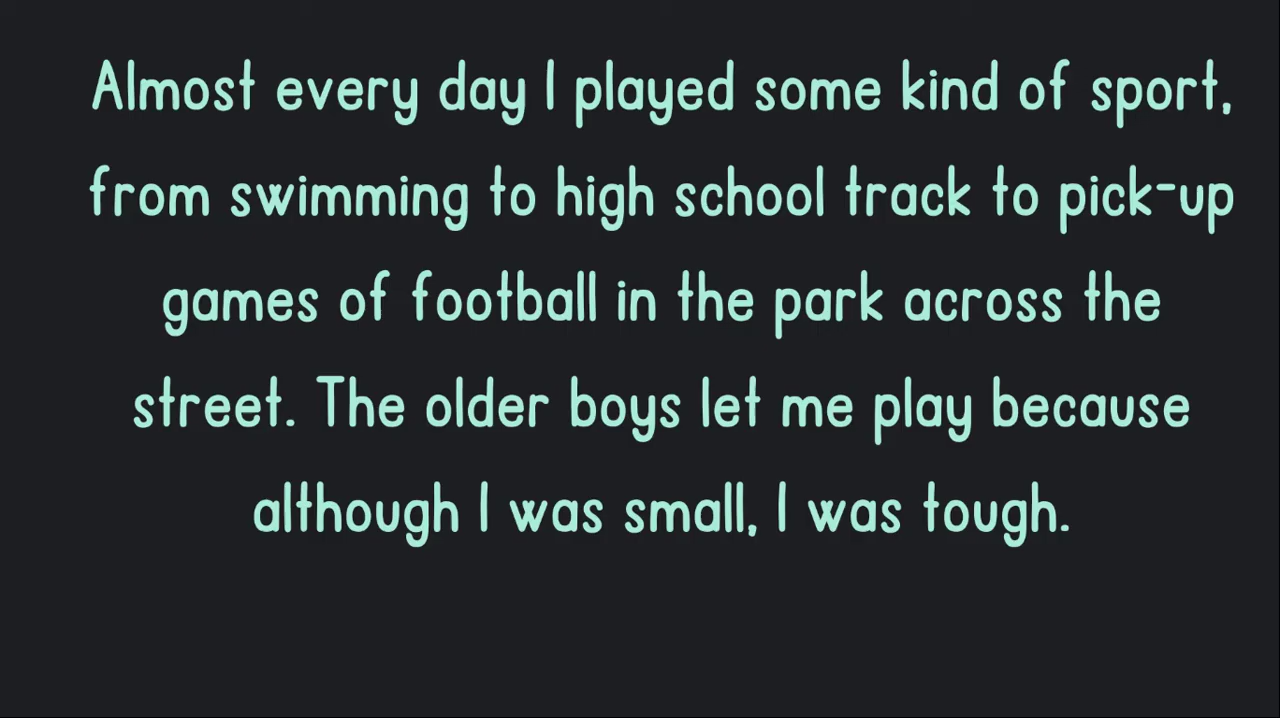 Almost every day I played some kind of sport,
from swimming to high school track to pick-up
games of football in the park across the
street. The older boys let me play because
although I was small, I was tough.